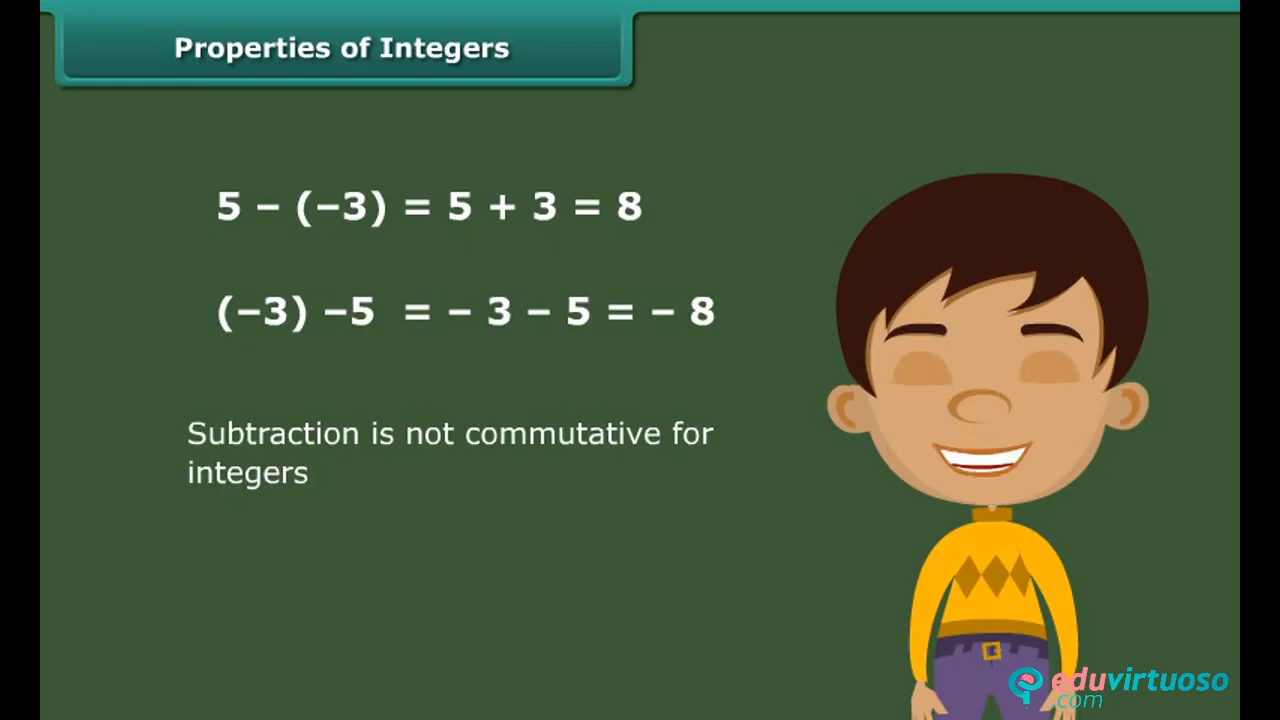 Properties of Integers
5 – (–3) = 5 + 3 = 8
(–3) –5 = – 3 – 5 = – 8
Subtraction is not commutative for
integers
eduvirtuoso
.com